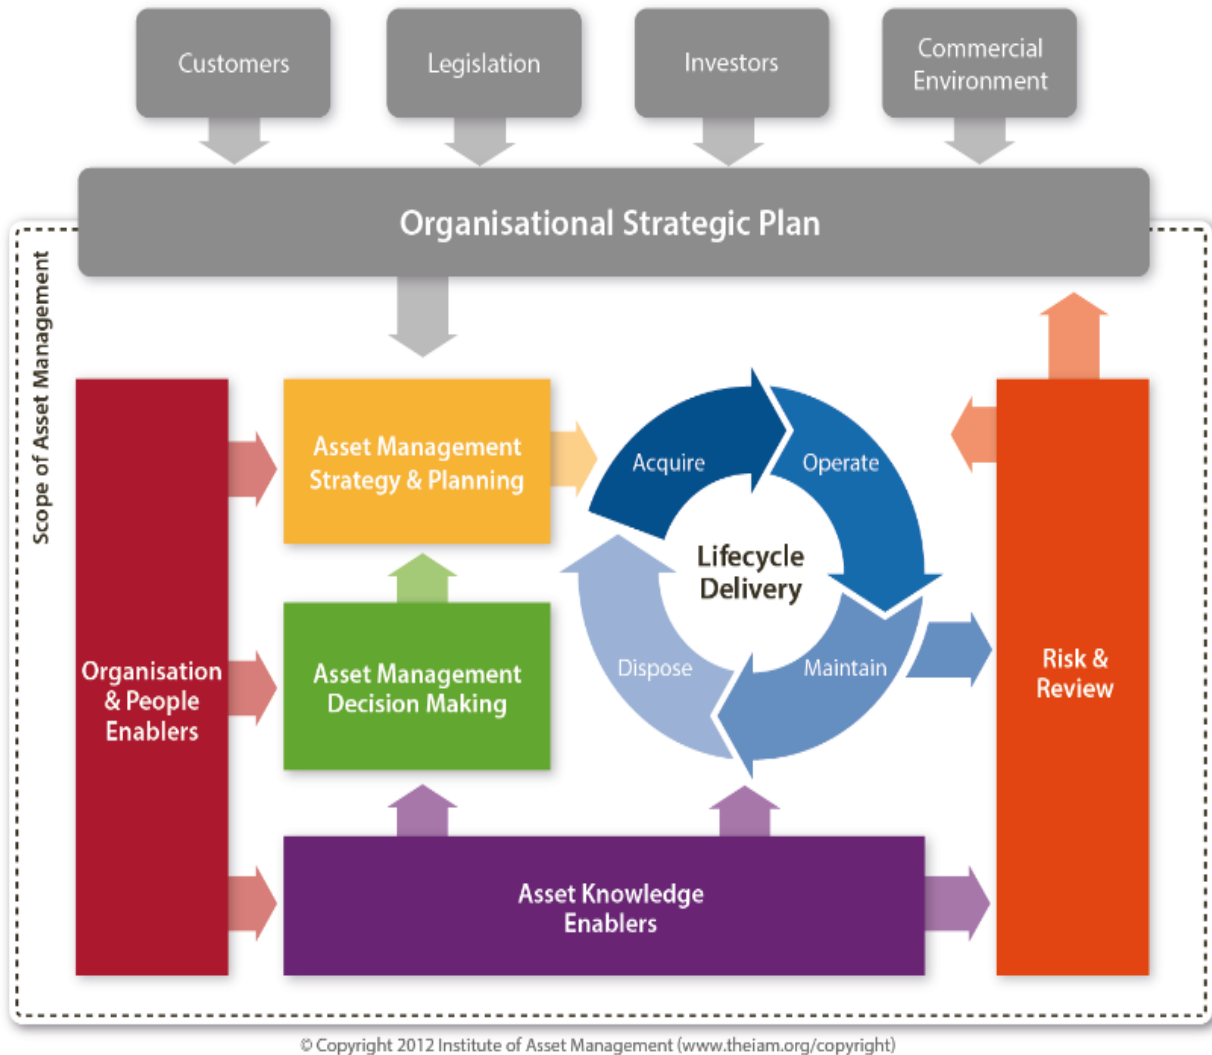 Customers
Legislation
Investors
Commercial
Environment
Organisational Strategic Plan
Scope of Asset Management
Asset Management
Strategy & Planning
Acquire
Operate
Lifecycle
Delivery
Organisation
& People
Enablers
Asset Management
Decision Making
Dispose
Maintain
Risk &
Review
Asset Knowledge
Enablers
© Copyright 2012 Institute of Asset Management (www.theiam.org/copyright)